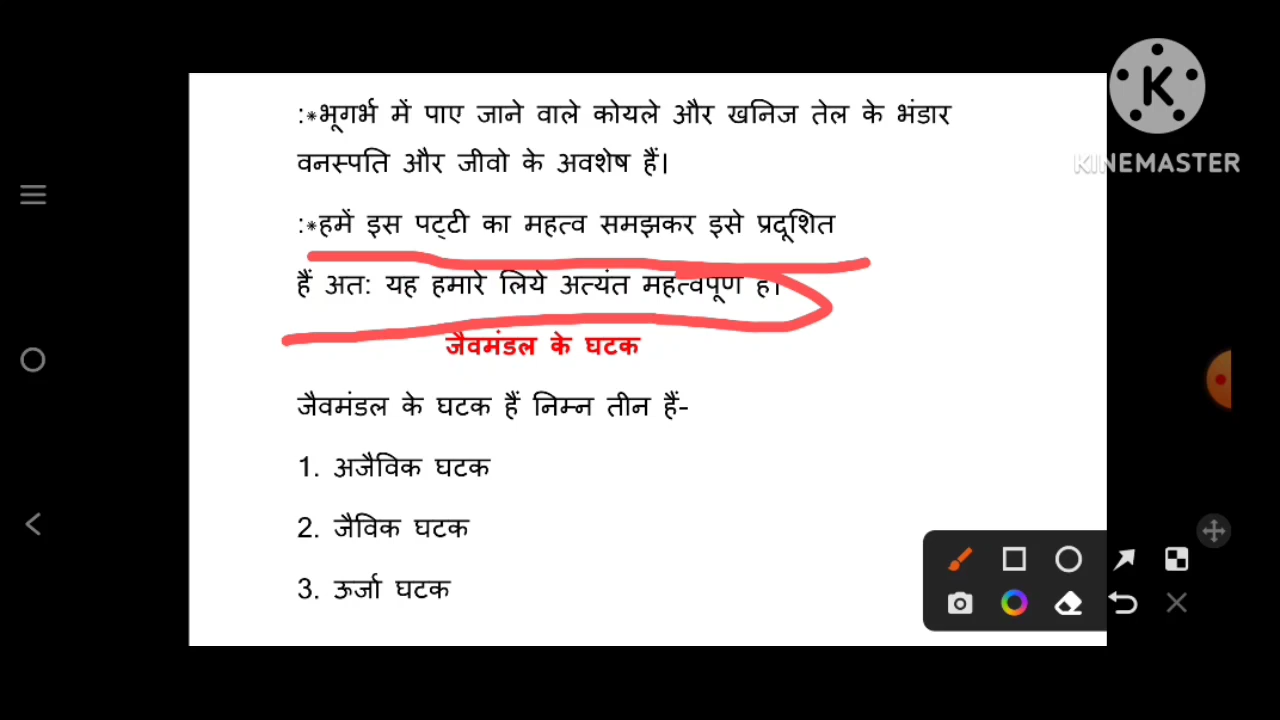 :*भूगर्भ में पाए जाने वाले कोयले और खनिज तेल के भंडार
वनस्पति और जीवो के अवशेष हैं।
:*हमें इस पट्टी का महत्व समझकर इसे प्रदूशित
हैं अत: यह हमारे लिये अत्यंत महत्वपूर्ण है।
जैवमंडल के घटक
जैवमंडल के घटक हैं निम्न तीन हैं-
1. अजैविक घटक
2. जैविक घटक
3. ऊर्जा घटक
K
KINEMASTER